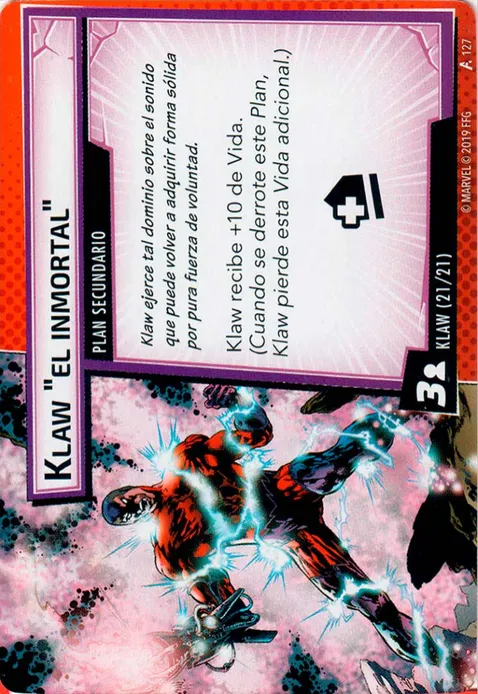 KLAW "EL INMORTAL"
PLAN SECUNDARIO
Klaw ejerce tal dominio sobre el sonido
que puede volver a adquirir forma sólida
por pura fuerza de voluntad.
Klaw recibe +10 de Vida.
(Cuando se derrote este Plan,
Klaw pierde esta Vida adicional.)
3
KLAW (21/21)
© MARVEL © 2019 FFG
127